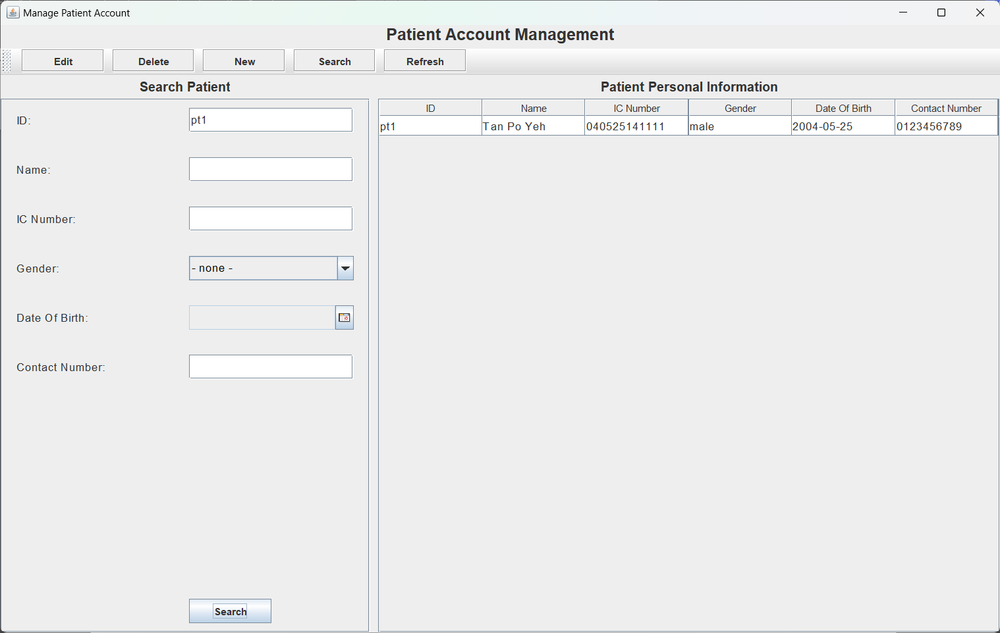 Manage Patient Account
Patient Account Management
Edit Delete New Search Refresh
Search Patient
ID: pt1
Name:
IC Number:
Gender: - none -
Date Of Birth:
Contact Number:
Search
Patient Personal Information
ID Name IC Number Gender Date Of Birth Contact Number
pt1 Tan Po Yeh 040525141111 male 2004-05-25 0123456789